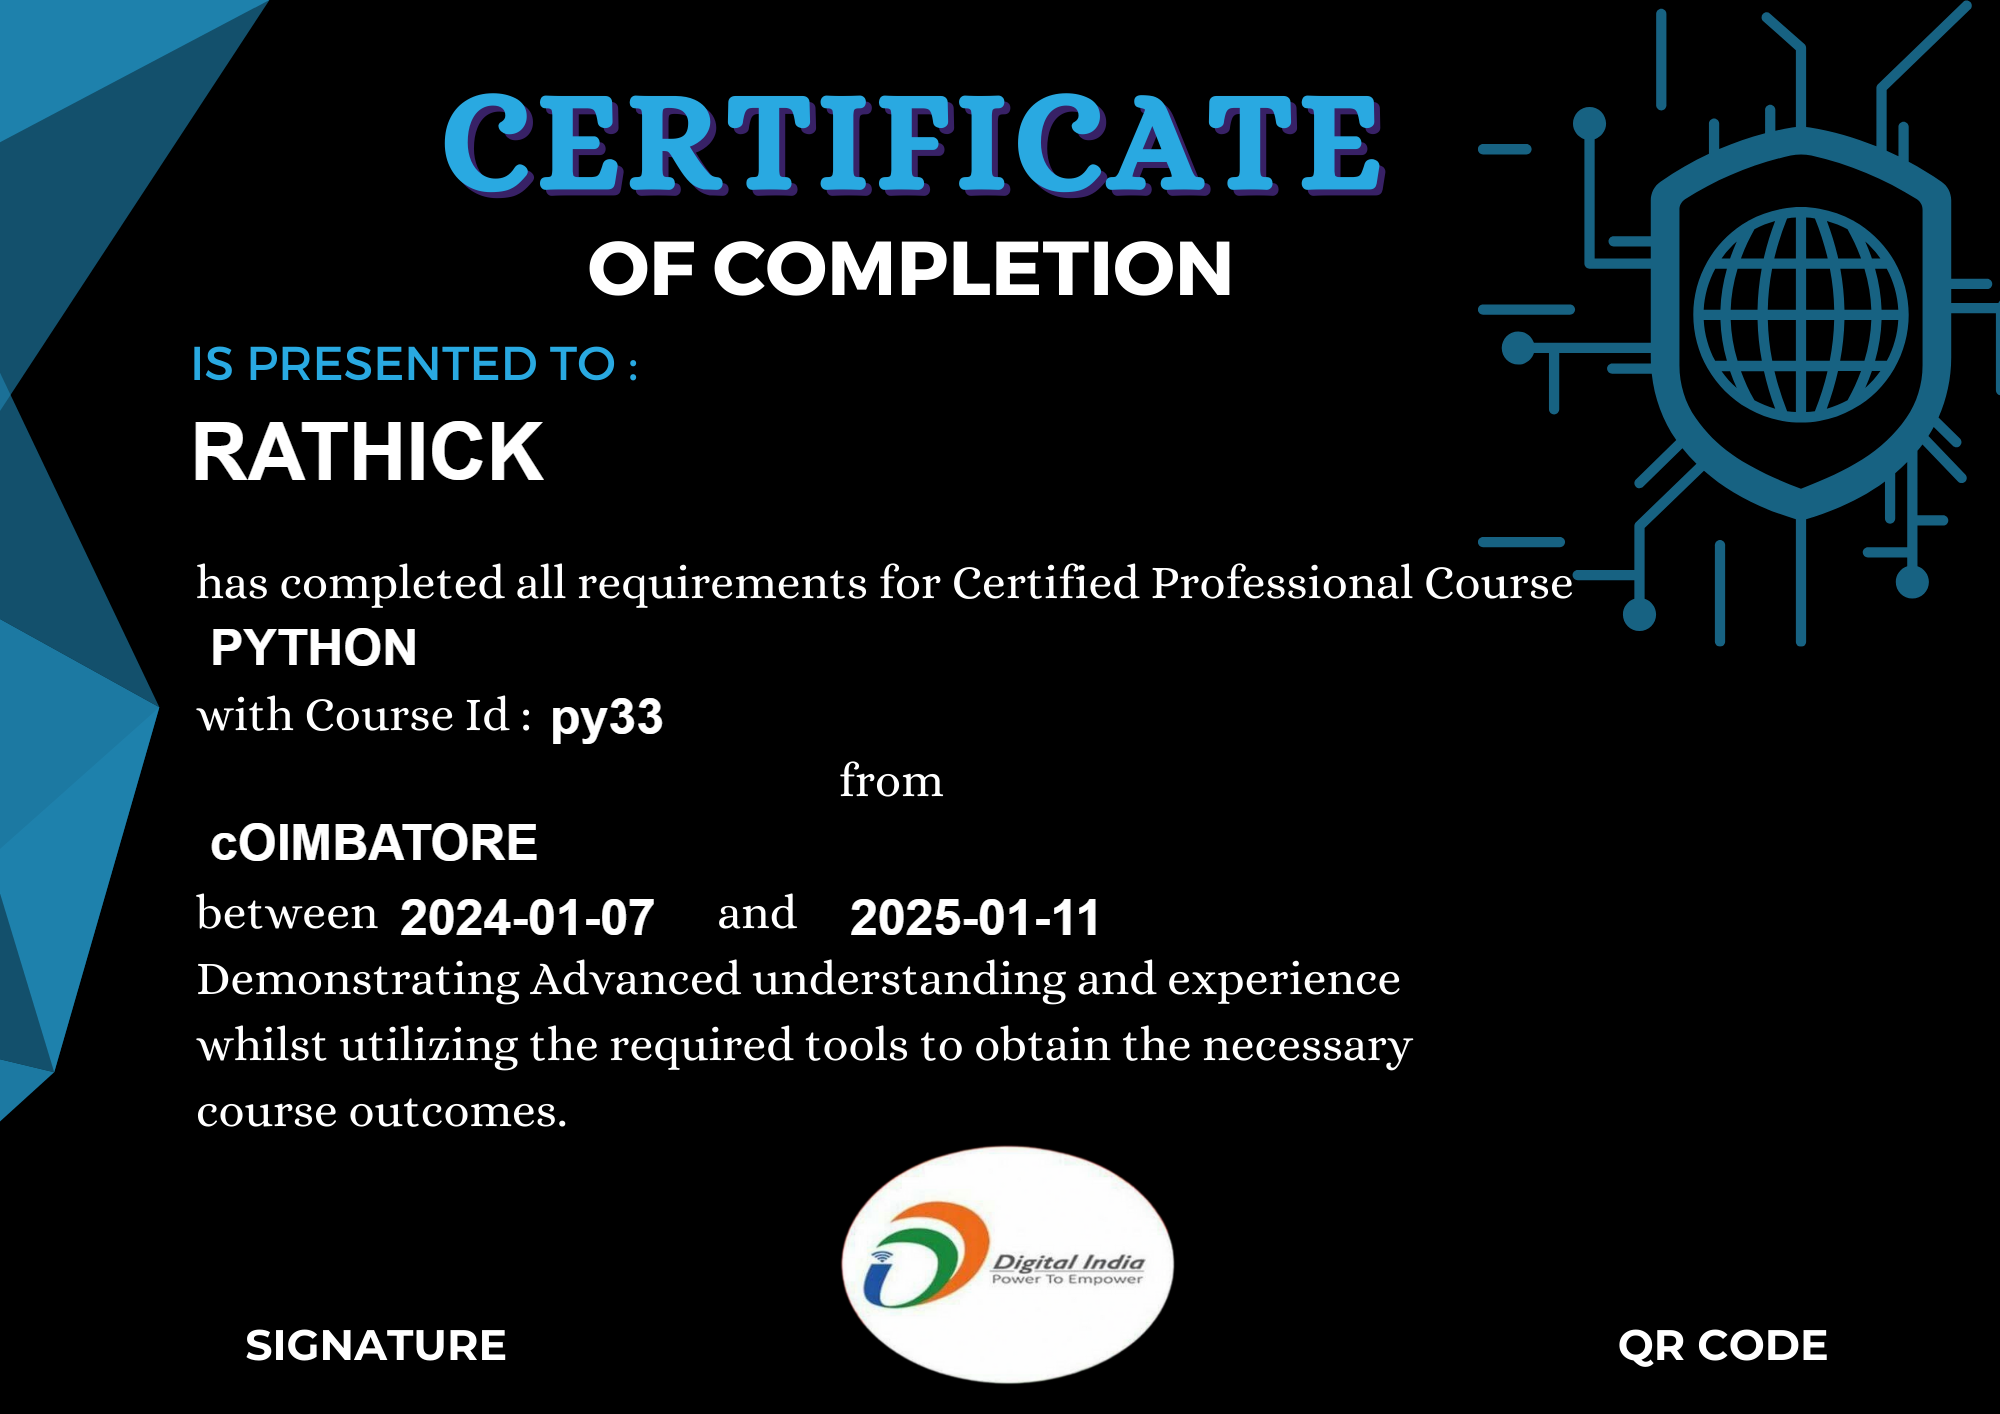 CERTIFICATE
OF COMPLETION
IS PRESENTED TO :
RATHICK
has completed all requirements for Certified Professional Course
PYTHON
with Course Id : py33
from
cOIMBATORE
between 2024-01-07 and 2025-01-11
Demonstrating Advanced understanding and experience
whilst utilizing the required tools to obtain the necessary
course outcomes.
Digital India
Power To Empower
SIGNATURE
QR CODE